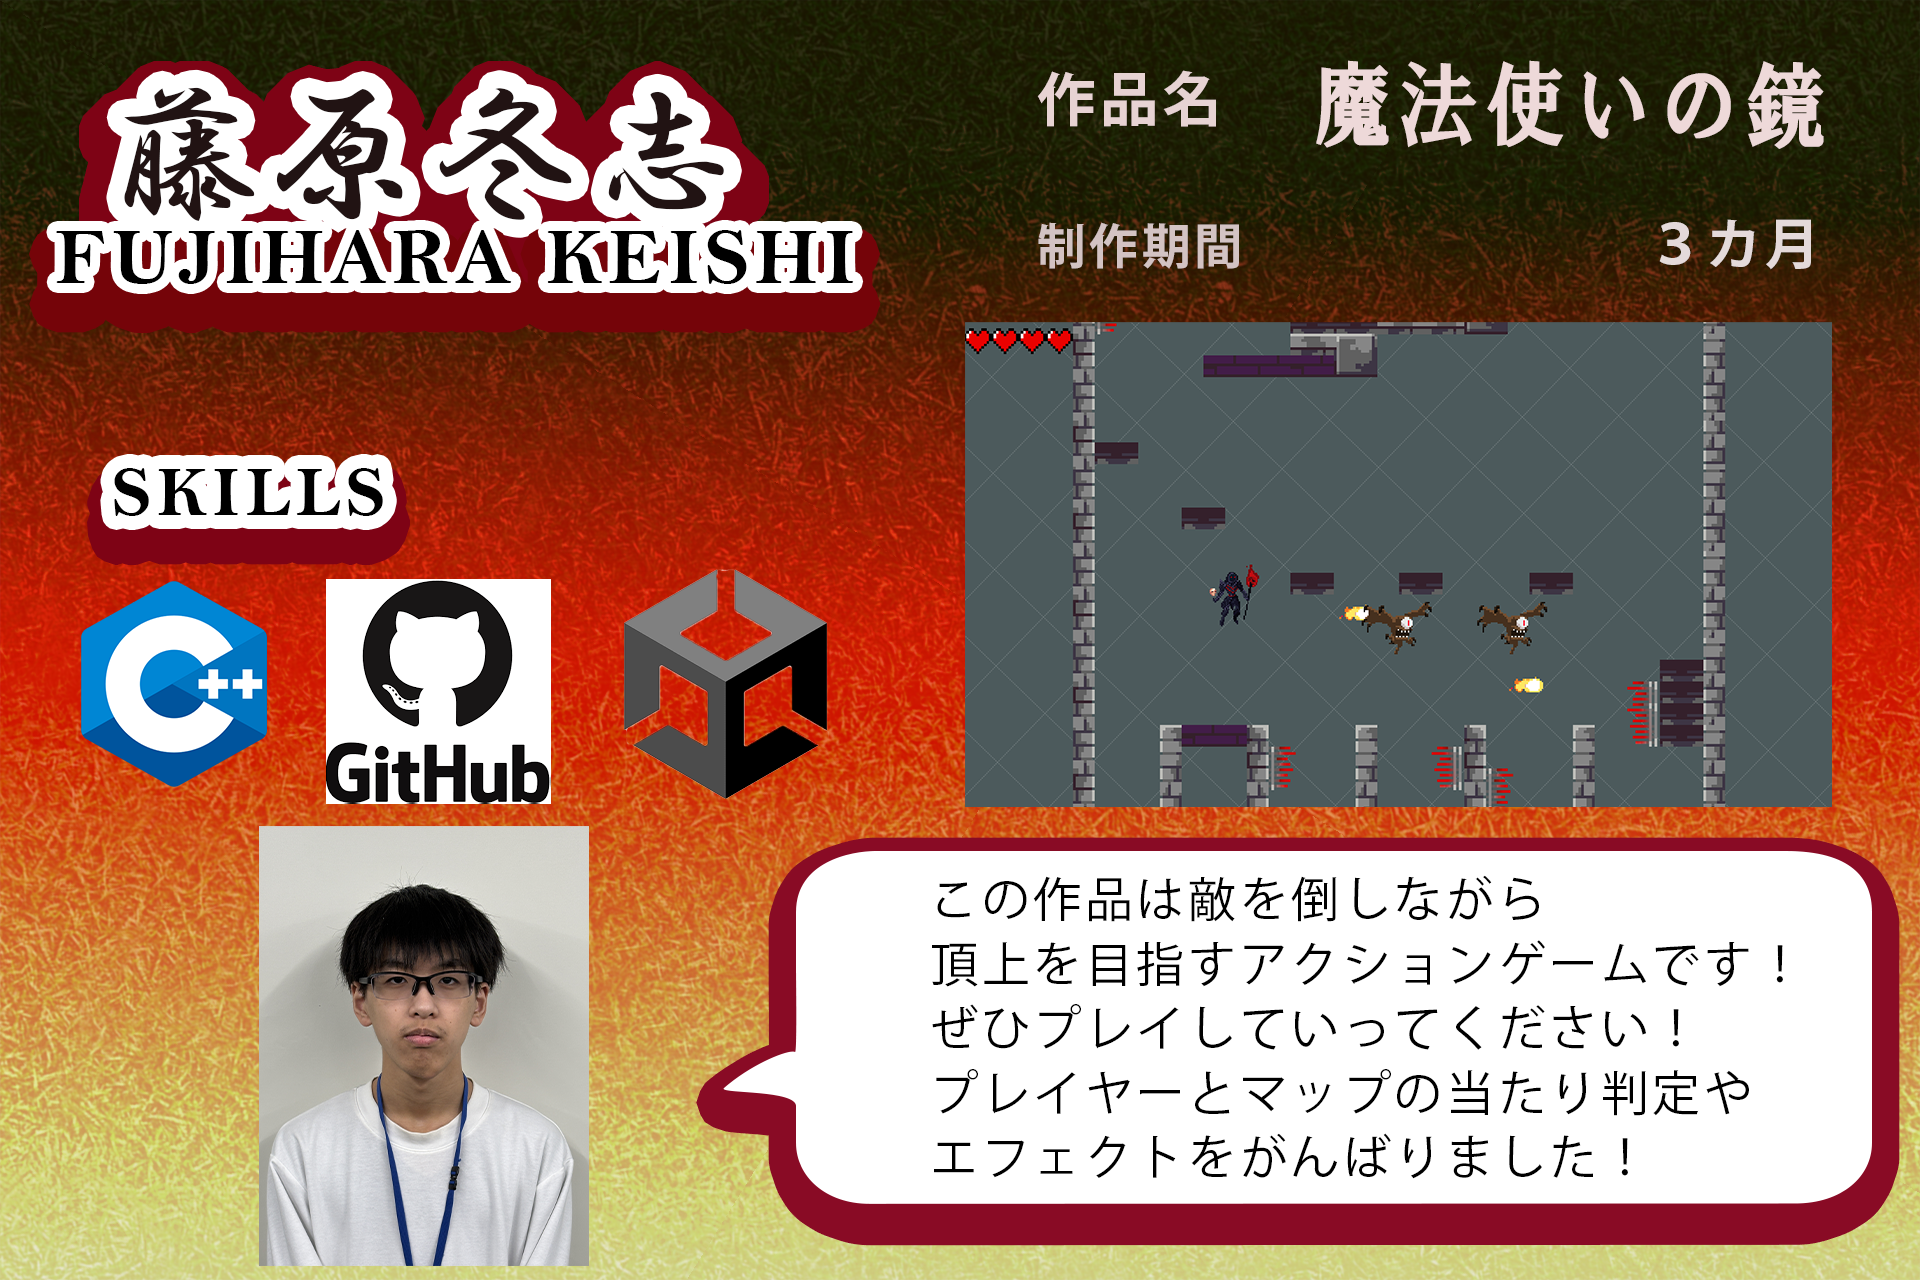 藤原冬志
FUJIHARA KEISHI
作品名 魔法使いの鏡
制作期間 3カ月
SKILLS
C++
GitHub
この作品は敵を倒しながら
頂上を目指すアクションゲームです！
ぜひプレイしていってください！
プレイヤーとマップの当たり判定や
エフェクトをがんばりました！